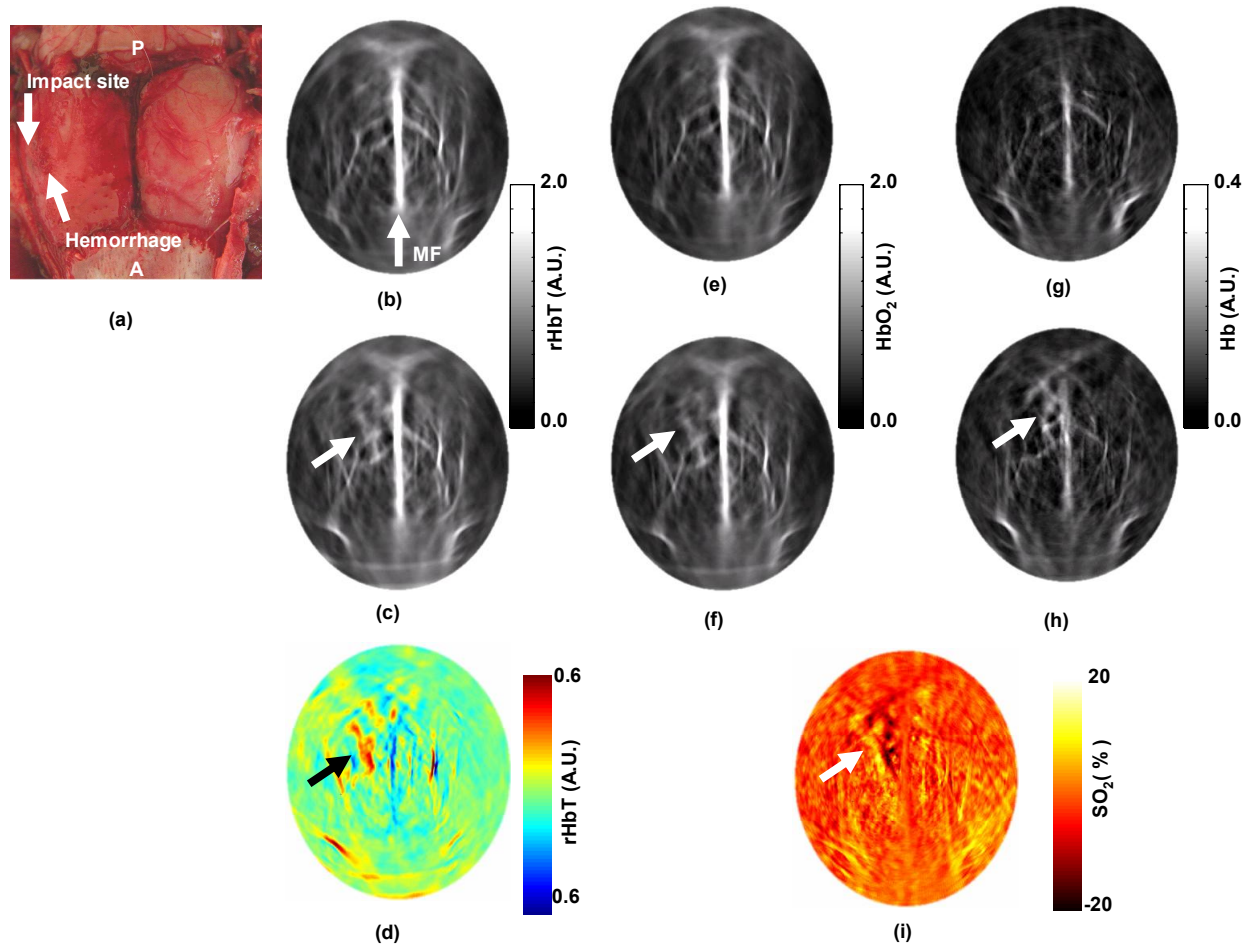 P
Impact site
Hemorrhage
A
(a)
MF
(b)
2.0
rHbT (A.U.)
0.0
(e)
2.0
HbO₂ (A.U.)
0.0
(g)
0.4
Hb (A.U.)
0.0
(c)
(f)
(h)
0.6
rHbT (A.U.)
0.6
(d)
20
SO₂( % )
-20
(i)